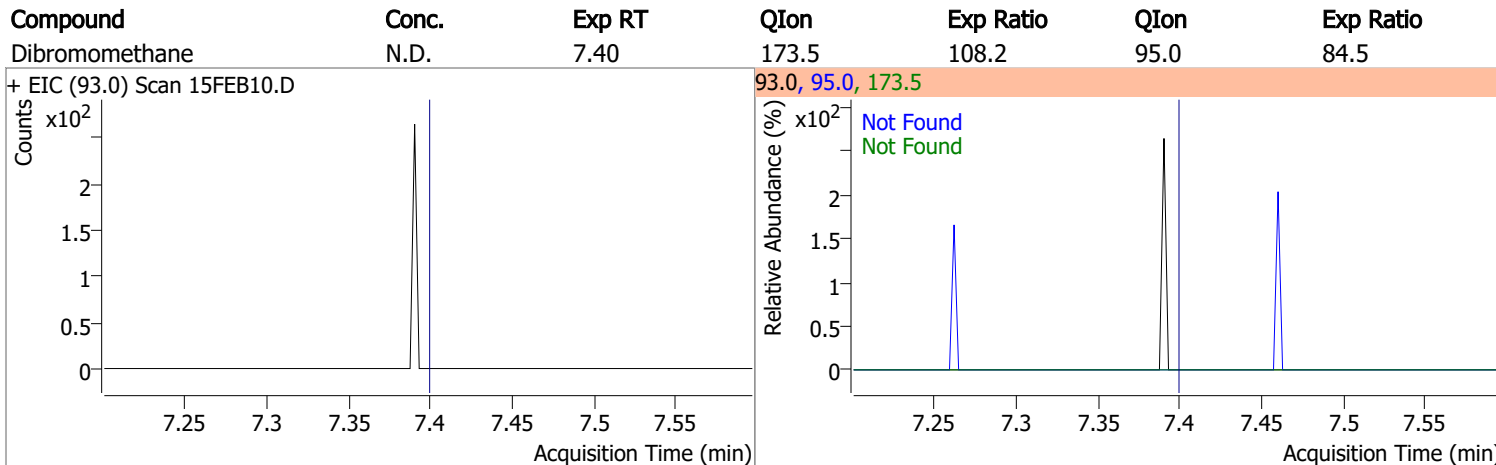 Compound Conc. Exp RT QIon Exp Ratio QIon Exp Ratio
Dibromomethane N.D. 7.40 173.5 108.2 95.0 84.5
+ EIC (93.0) Scan 15FEB10.D
Counts
x10²
2
1.5
1
0.5
0
7.25 7.3 7.35 7.4 7.45 7.5 7.55
Acquisition Time (min)
93.0, 95.0, 173.5
Relative Abundance (%)
x10²
Not Found
Not Found
2
1.5
1
0.5
0
7.25 7.3 7.35 7.4 7.45 7.5 7.55
Acquisition Time (min)